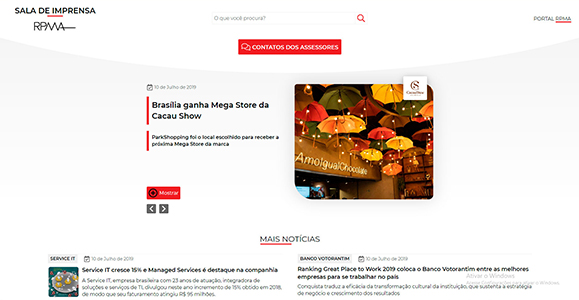 SALA DE IMPRENSA
RPMA
O que você procura?
PORTAL RPMA
CONTATOS DOS ASSESSORES
10 de Julho de 2019
Brasília ganha Mega Store da
Cacau Show
ParkShopping foi o local escolhido para receber a
próxima Mega Store da marca
Mostrar
CacauShow
Amo|gual|Chocolate
MAIS NOTÍCIAS
SERVICE IT
10 de Julho de 2019
Service IT cresce 15% e Managed Services é destaque na companhia
A Service IT, empresa brasileira com 23 anos de atuação, integradora de
soluções e serviços de TI, divulgou neste ano incremento de 15% obtido em 2018,
de modo que seu faturamento atingiu R$ 95 milhões.
BANCO VOTORANTIM
10 de Julho de 2019
Ranking Great Place to Work 2019 coloca o Banco Votorantim entre as melhores
empresas para se trabalhar no país
Conquista traduz a eficácia da transformação cultural da instituição, que sustenta a estratégia
de negócio e crescimento dos resultados
Ativar o Windows